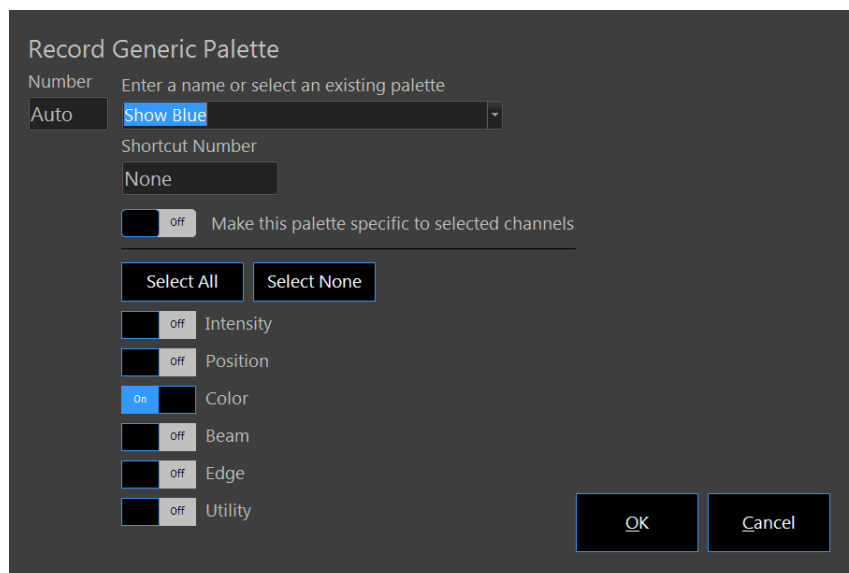 Record Generic Palette
Number
Enter a name or select an existing palette
Auto
Show Blue
Shortcut Number
None
Off Make this palette specific to selected channels
Select All Select None
Off Intensity
Off Position
On Color
Off Beam
Off Edge
Off Utility
OK Cancel